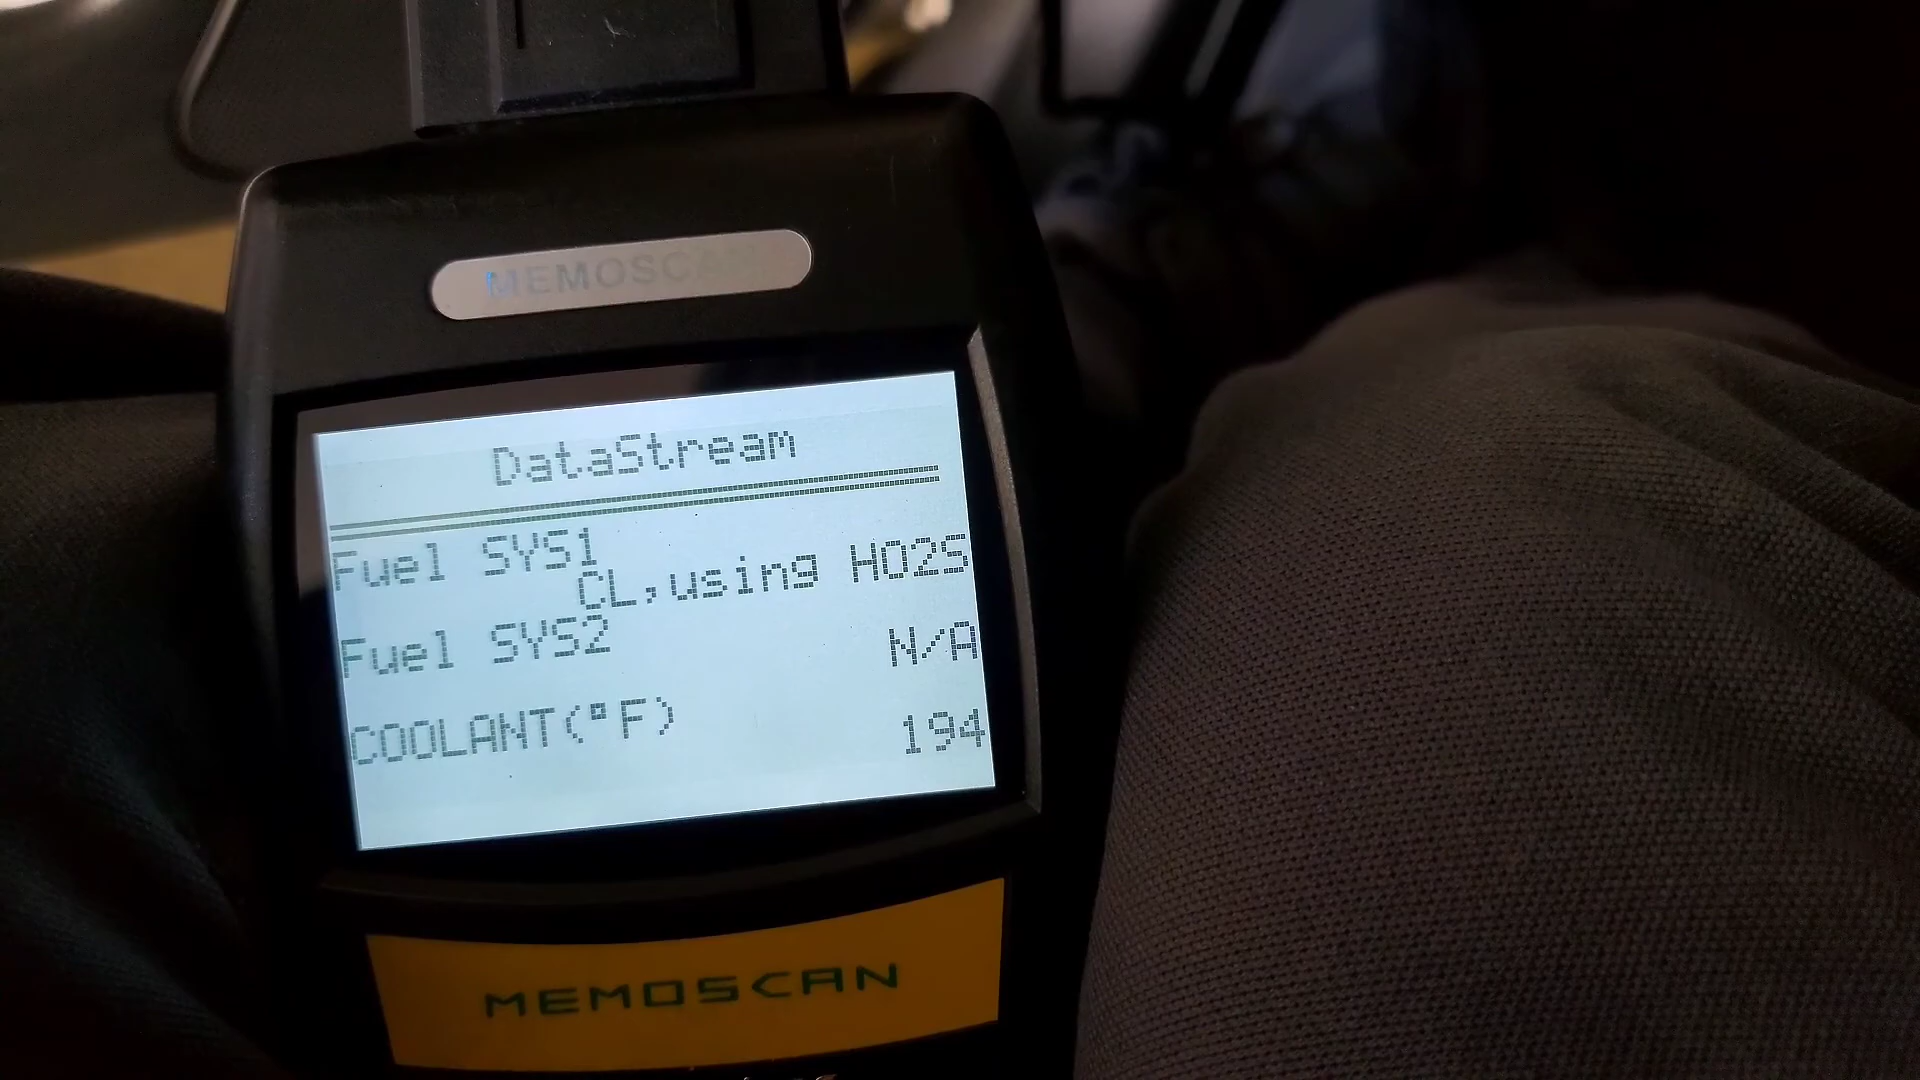 MEMOSCAN
DataStream
Fuel SYS1
CL,using HO2S
Fuel SYS2 N/A
COOLANT(°F) 194
MEMOSCAN